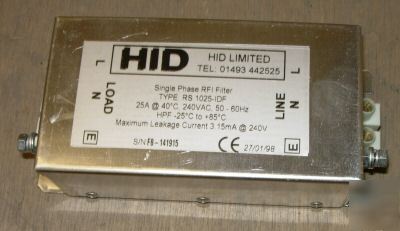 HID
HID LIMITED
TEL: 01493 442525
L
LOAD
N
E
Single Phase RFI Filter
TYPE: RS 1025-IDF
25A @ 40°C, 240VAC, 50 - 60Hz
HPF -25°C to +85°C
Maximum Leakage Current 3.15mA @ 240V
S/N F8 - 141915
CE
27/01/98
L
LINE
N
E